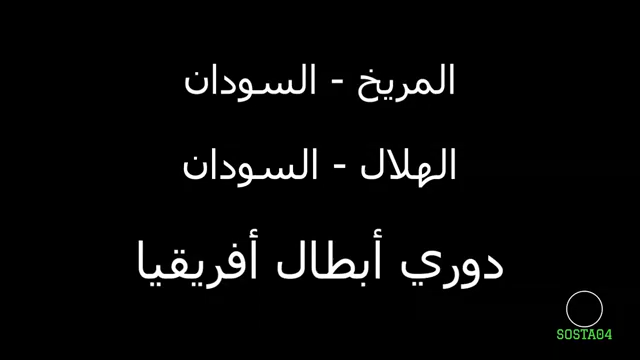 المريخ - السودان
الهلال - السودان
دوري أبطال أفريقيا
SOSTA04